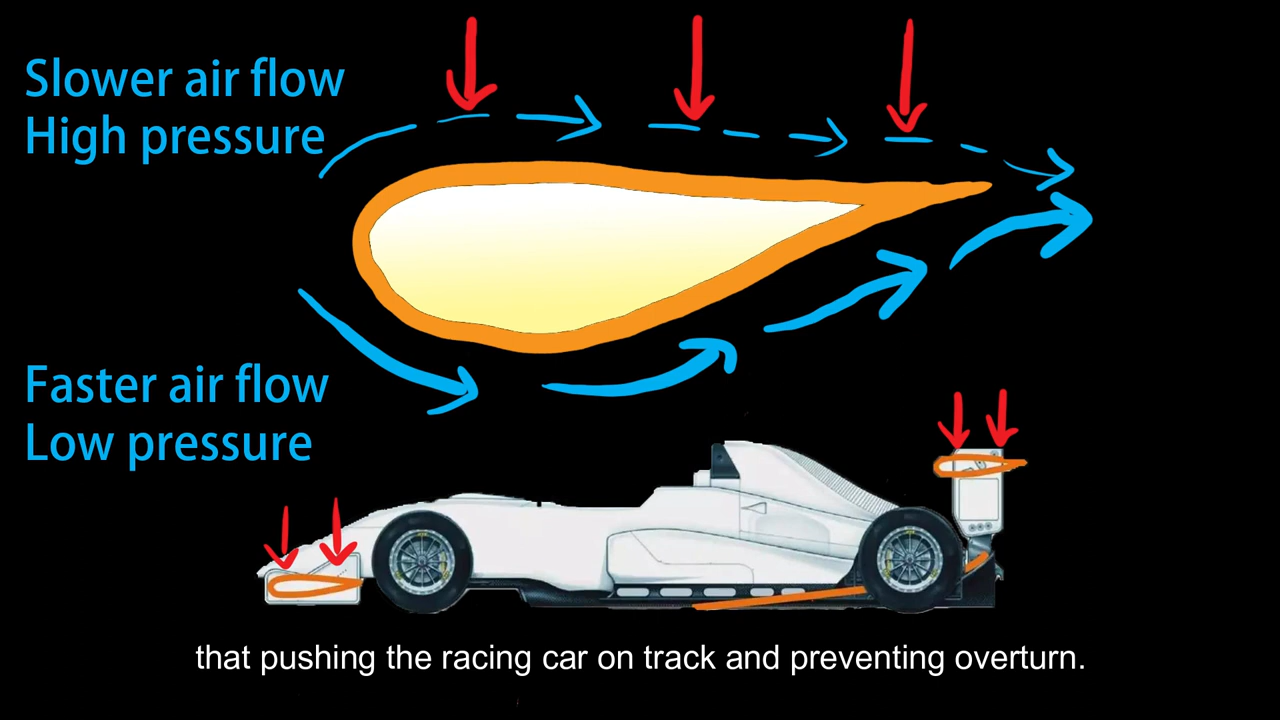 Slower air flow
High pressure
Faster air flow
Low pressure
that pushing the racing car on track and preventing overturn.